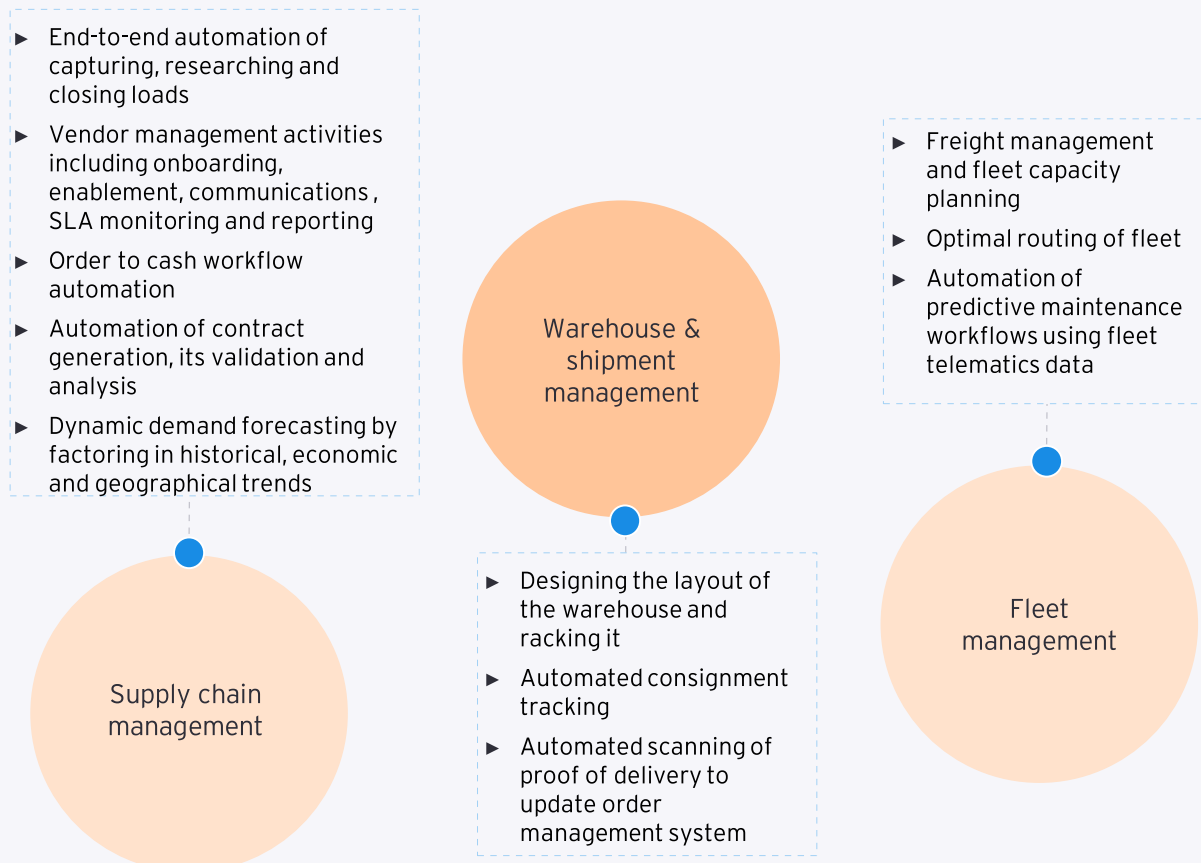 ► End-to-end automation of
capturing, researching and
closing loads
► Vendor management activities
including onboarding,
enablement, communications ,
SLA monitoring and reporting
► Order to cash workflow
automation
► Automation of contract
generation, its validation and
analysis
► Dynamic demand forecasting by
factoring in historical, economic
and geographical trends
Supply chain
management
Warehouse &
shipment
management
► Designing the layout of
the warehouse and
racking it
► Automated consignment
tracking
► Automated scanning of
proof of delivery to
update order
management system
► Freight management
and fleet capacity
planning
► Optimal routing of fleet
► Automation of
predictive maintenance
workflows using fleet
telematics data
Fleet
management